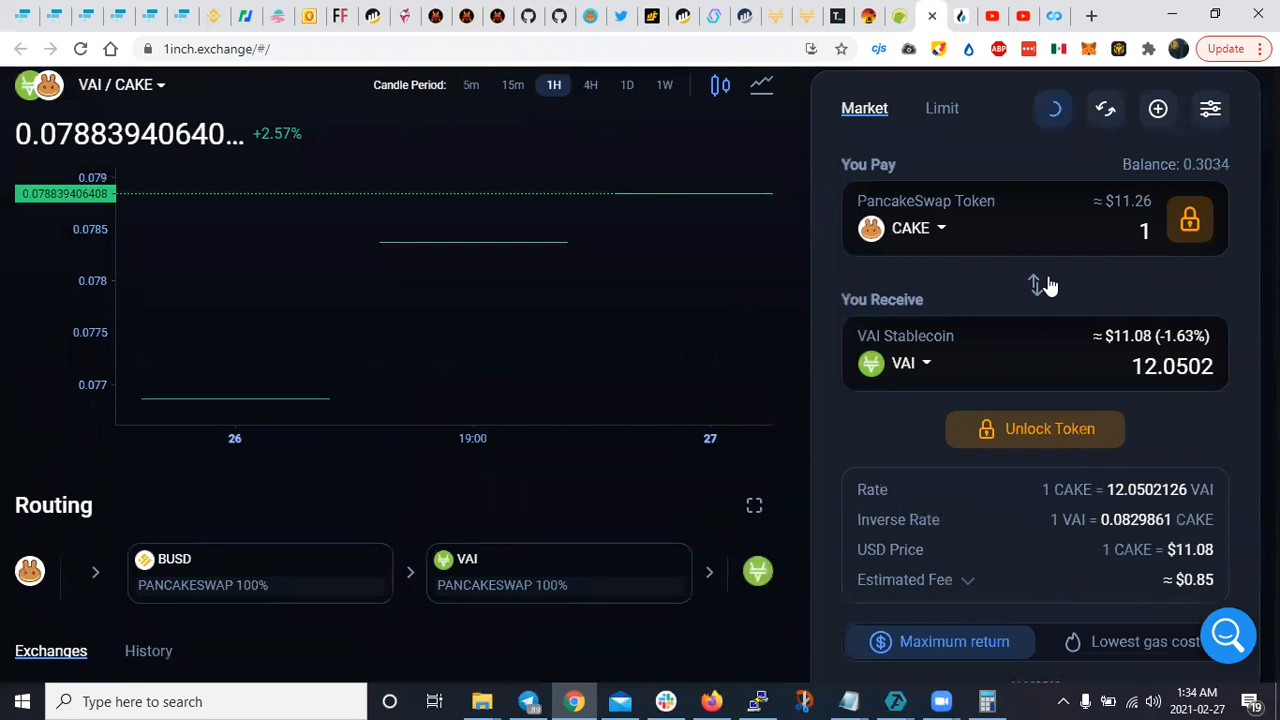 1inch.exchange/#/
Update
VAI / CAKE
Candle Period: 5m 15m 1H 4H 1D 1W
0.07883940640... +2.57%
0.079
0.078839406408
0.0785
0.078
0.0775
0.077
26 19:00 27
Routing
BUSD
PANCAKESWAP 100%
VAI
PANCAKESWAP 100%
Exchanges History
Market Limit
You Pay Balance: 0.3034
PancakeSwap Token ≈ $11.26
CAKE 1
You Receive
VAI Stablecoin ≈ $11.08 (-1.63%)
VAI 12.0502
Unlock Token
Rate 1 CAKE = 12.0502126 VAI
Inverse Rate 1 VAI = 0.0829861 CAKE
USD Price 1 CAKE = $11.08
Estimated Fee ≈ $0.85
Maximum return Lowest gas cost
Type here to search
89
1:34 AM
2021-02-27
19